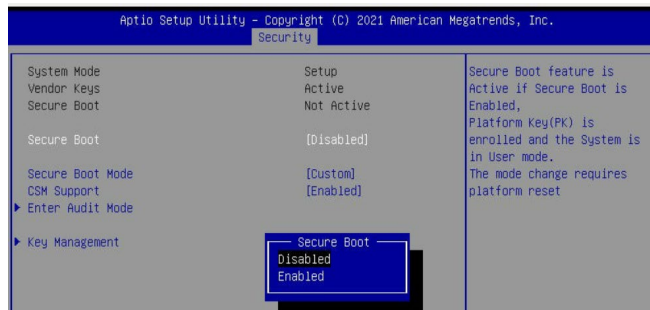 Aptio Setup Utility – Copyright (C) 2021 American Megatrends, Inc.
Security
System Mode Setup
Vendor Keys Active
Secure Boot Not Active
Secure Boot [Disabled]
Secure Boot Mode [Custom]
CSM Support [Enabled]
Enter Audit Mode
Key Management
Secure Boot feature is
Active if Secure Boot is
Enabled,
Platform Key(PK) is
enrolled and the System is
in User mode.
The mode change requires
platform reset
Secure Boot
Disabled
Enabled